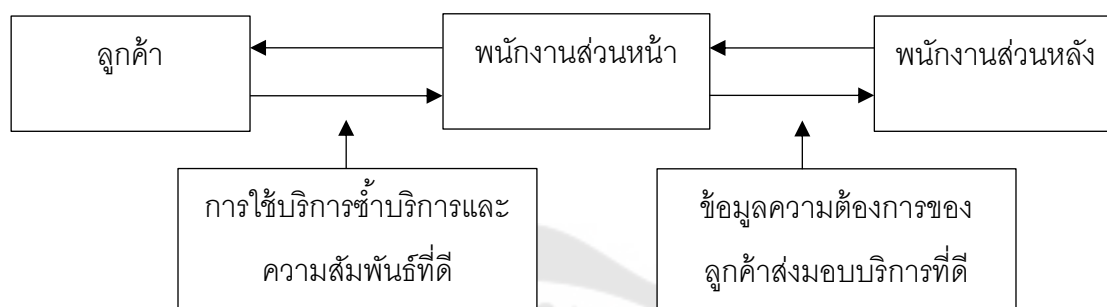 ลูกค้า
พนักงานส่วนหน้า
พนักงานส่วนหลัง
การใช้บริการซ้ำบริการและ
ความสัมพันธ์ที่ดี
ข้อมูลความต้องการของ
ลูกค้าส่งมอบบริการที่ดี